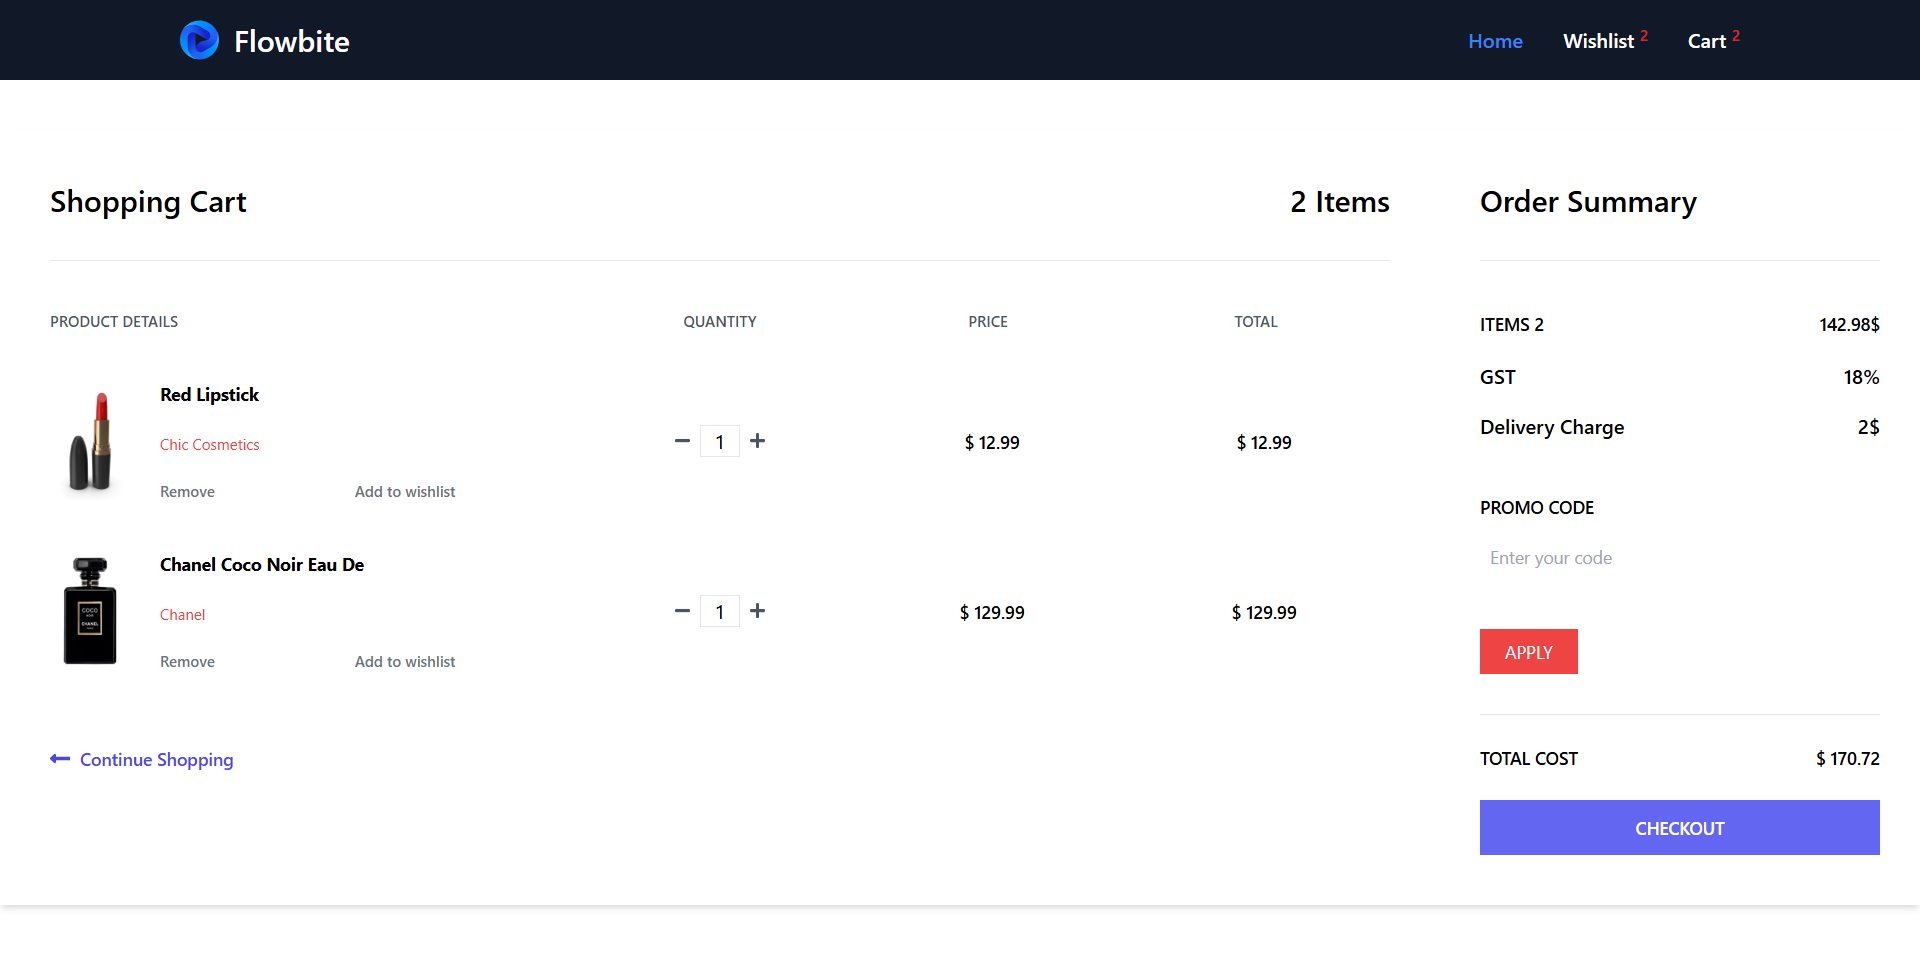 Flowbite
Home Wishlist 2 Cart 2
Shopping Cart 2 Items
PRODUCT DETAILS QUANTITY PRICE TOTAL
Red Lipstick
Chic Cosmetics
Remove Add to wishlist
1 $ 12.99 $ 12.99
COCO
NOIR
CHANEL
Chanel Coco Noir Eau De
Chanel
Remove Add to wishlist
1 $ 129.99 $ 129.99
Continue Shopping
Order Summary
ITEMS 2 142.98$
GST 18%
Delivery Charge 2$
PROMO CODE
Enter your code
APPLY
TOTAL COST $ 170.72
CHECKOUT